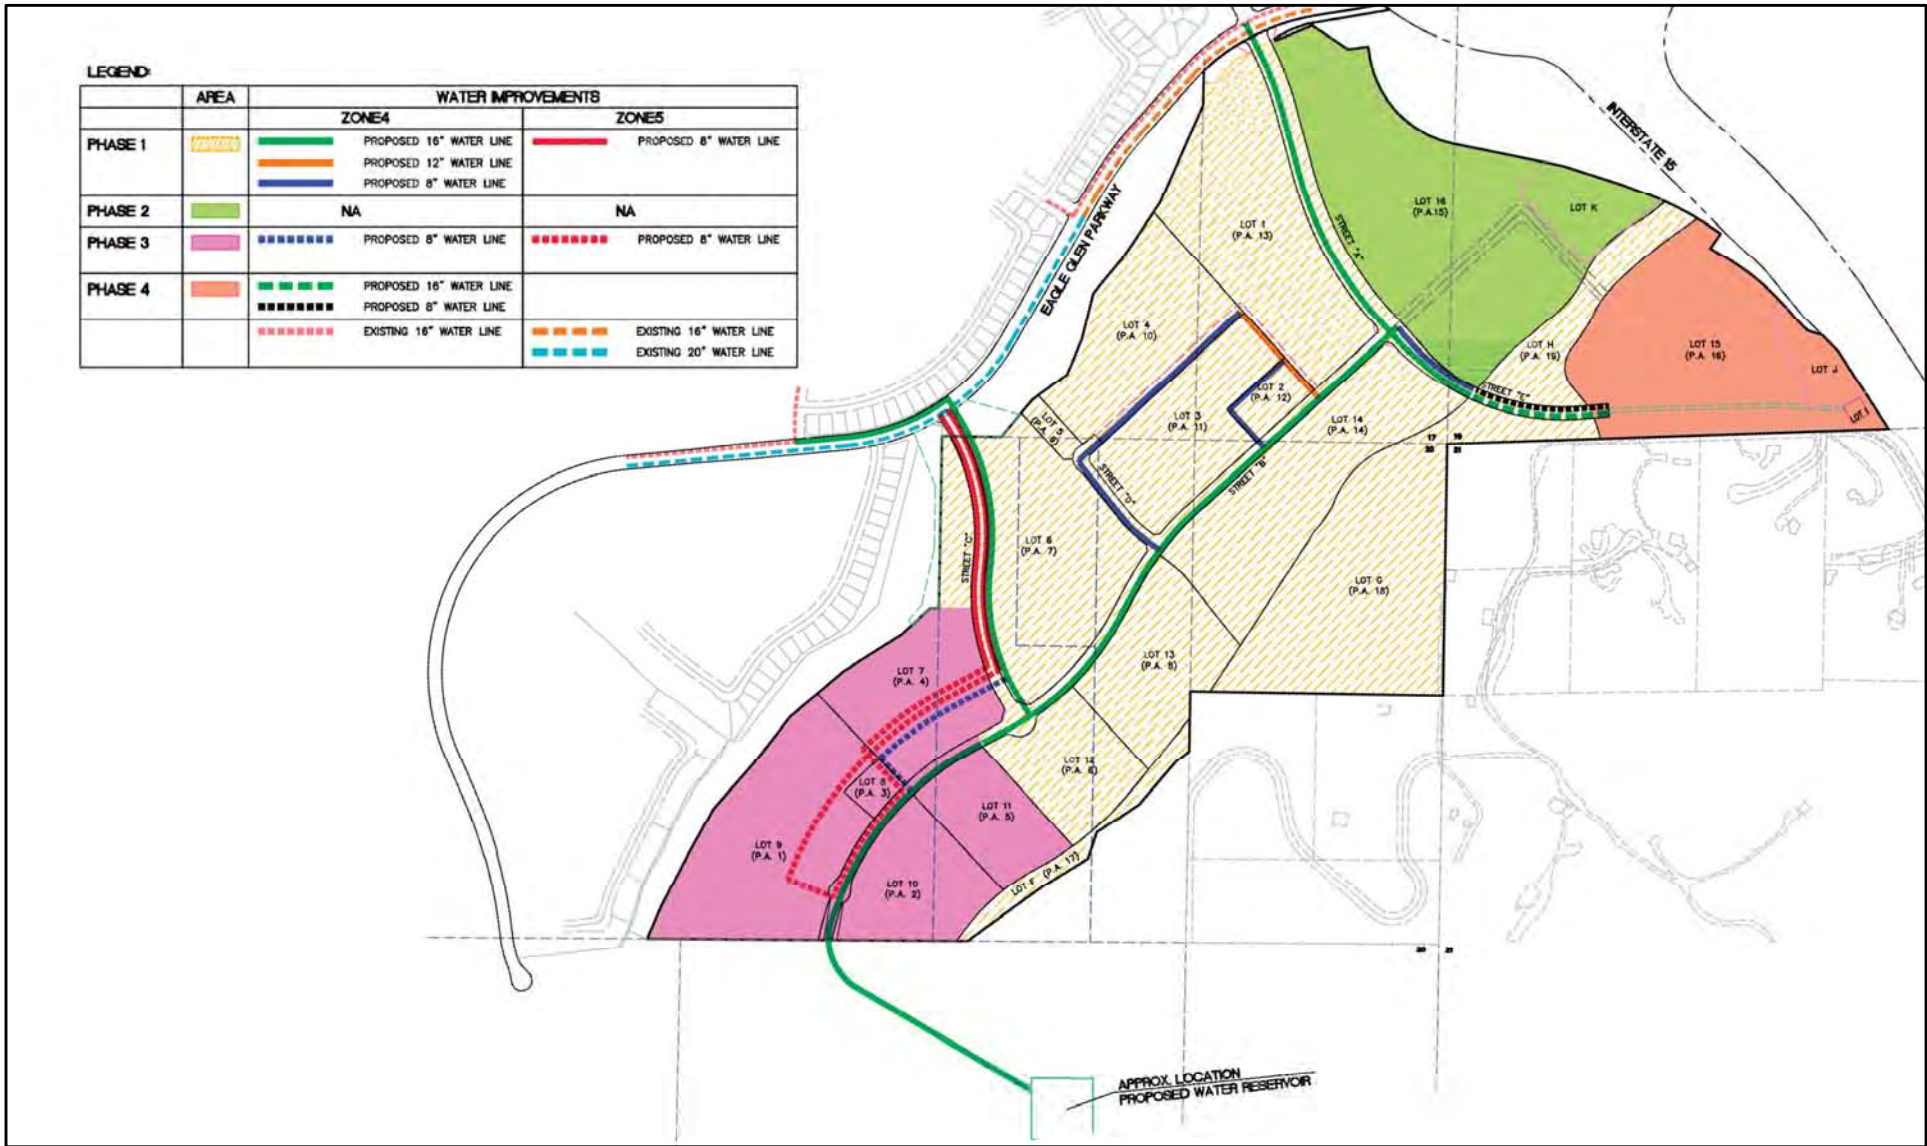 LEGEND:
AREA WATER IMPROVEMENTS
ZONE4 ZONE5
PHASE 1 PROPOSED 16" WATER LINE PROPOSED 8" WATER LINE
PROPOSED 12" WATER LINE
PROPOSED 8" WATER LINE
PHASE 2 NA NA
PHASE 3 PROPOSED 8" WATER LINE PROPOSED 8" WATER LINE
PHASE 4 PROPOSED 16" WATER LINE
PROPOSED 8" WATER LINE
EXISTING 16" WATER LINE EXISTING 16" WATER LINE
EXISTING 20" WATER LINE
INTERSTATE 15
EAGLE GLEN PARKWAY
STREET "A"
LOT 16
(P.A.15)
LOT K
LOT 1
(P.A. 13)
LOT 4
(P.A. 10)
LOT H
(P.A. 19)
LOT 15
(P.A. 16)
LOT J
LOT I
STREET "E"
LOT 2
(P.A. 12)
LOT 3
(P.A. 11)
LOT 5
(P.A. 9)
LOT 14
(P.A. 14)
STREET "D"
STREET "B"
STREET "C"
LOT 6
(P.A. 7)
LOT G
(P.A. 18)
LOT 13
(P.A. 8)
LOT 7
(P.A. 4)
LOT 12
(P.A. 6)
LOT 8
(P.A. 3)
LOT 11
(P.A. 5)
LOT 9
(P.A. 1)
LOT 10
(P.A. 2)
LOT F (P.A. 17)
APPROX. LOCATION
PROPOSED WATER RESERVOIR